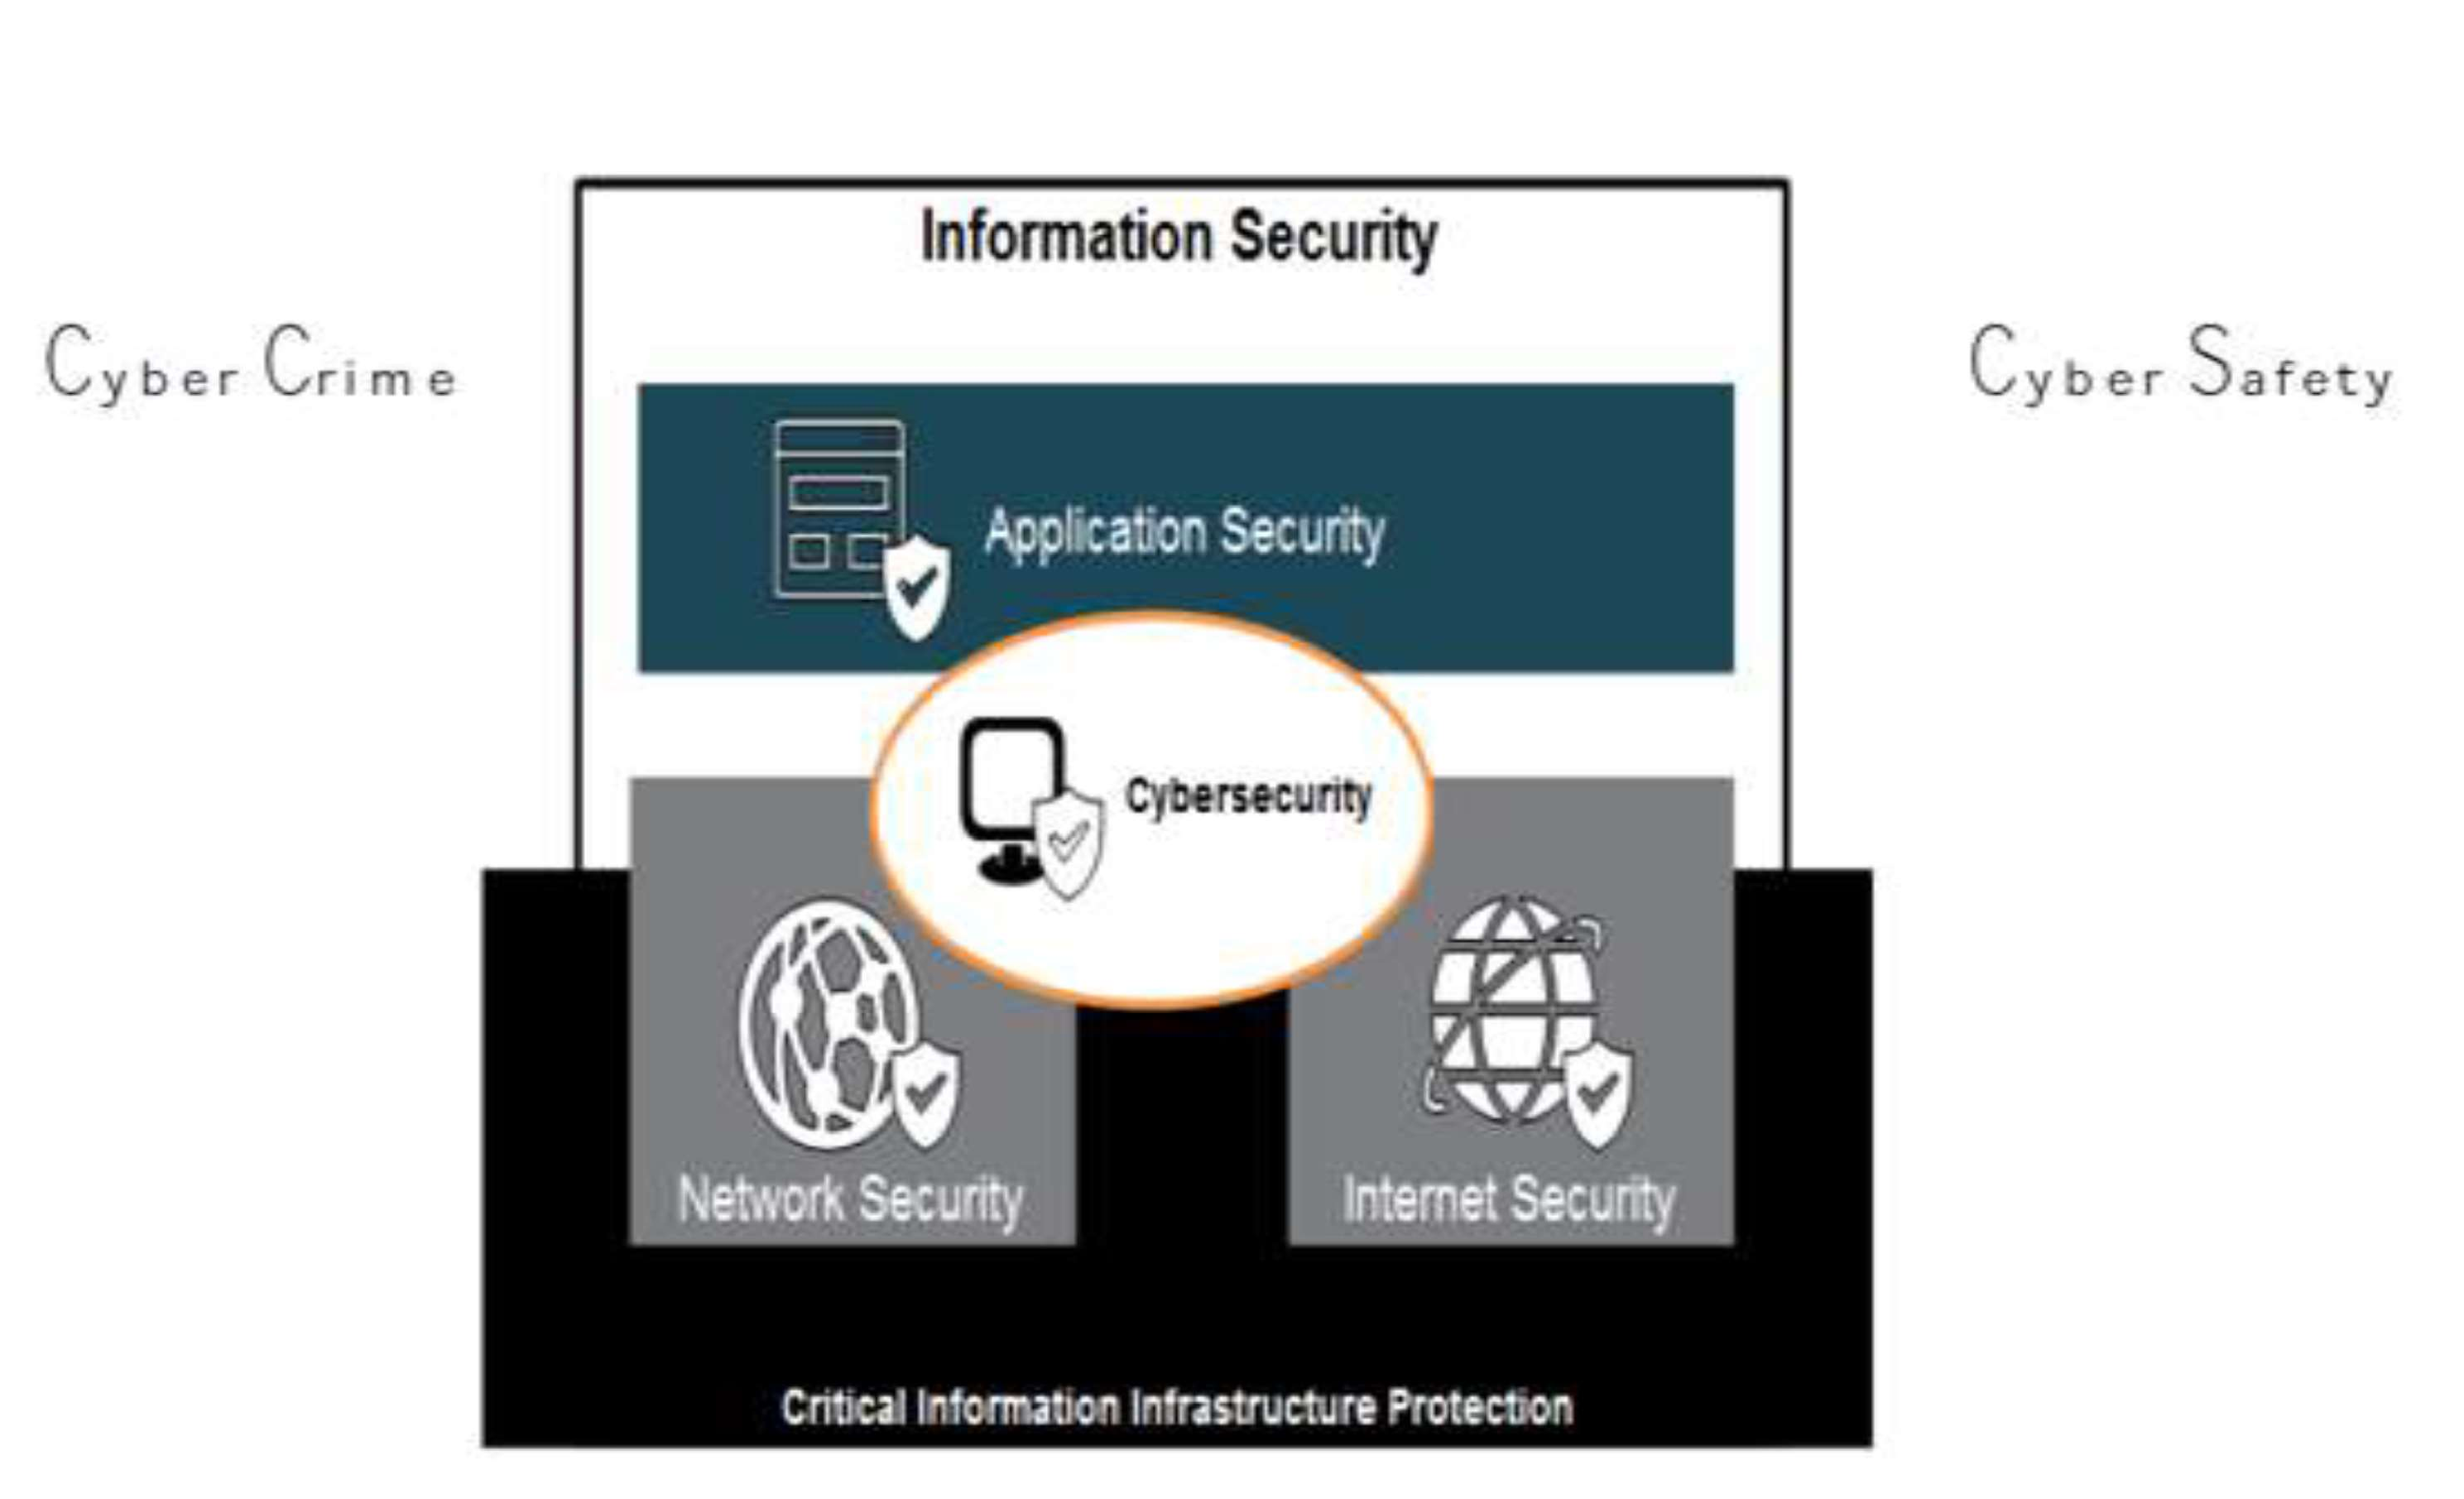 Information Security
Cyber Crime
Cyber Safety
Application Security
Cybersecurity
Network Security
Internet Security
Critical Information Infrastructure Protection